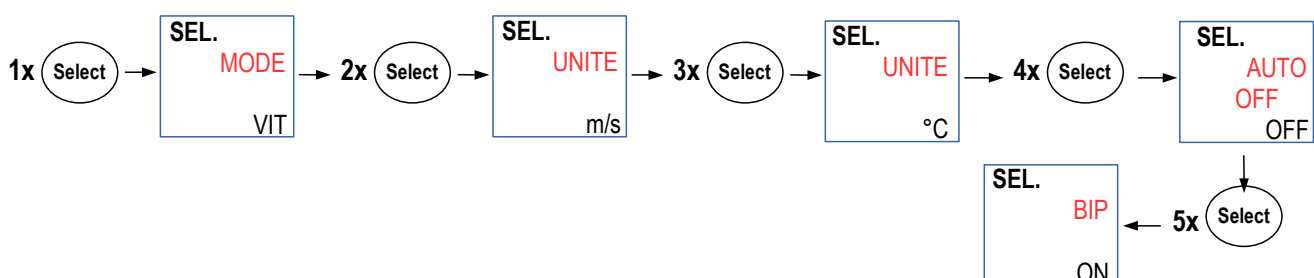 1x Select
SEL.
MODE
VIT
2x Select
SEL.
UNITE
m/s
3x Select
SEL.
UNITE
°C
4x Select
SEL.
AUTO
OFF
OFF
5x Select
SEL.
BIP
ON